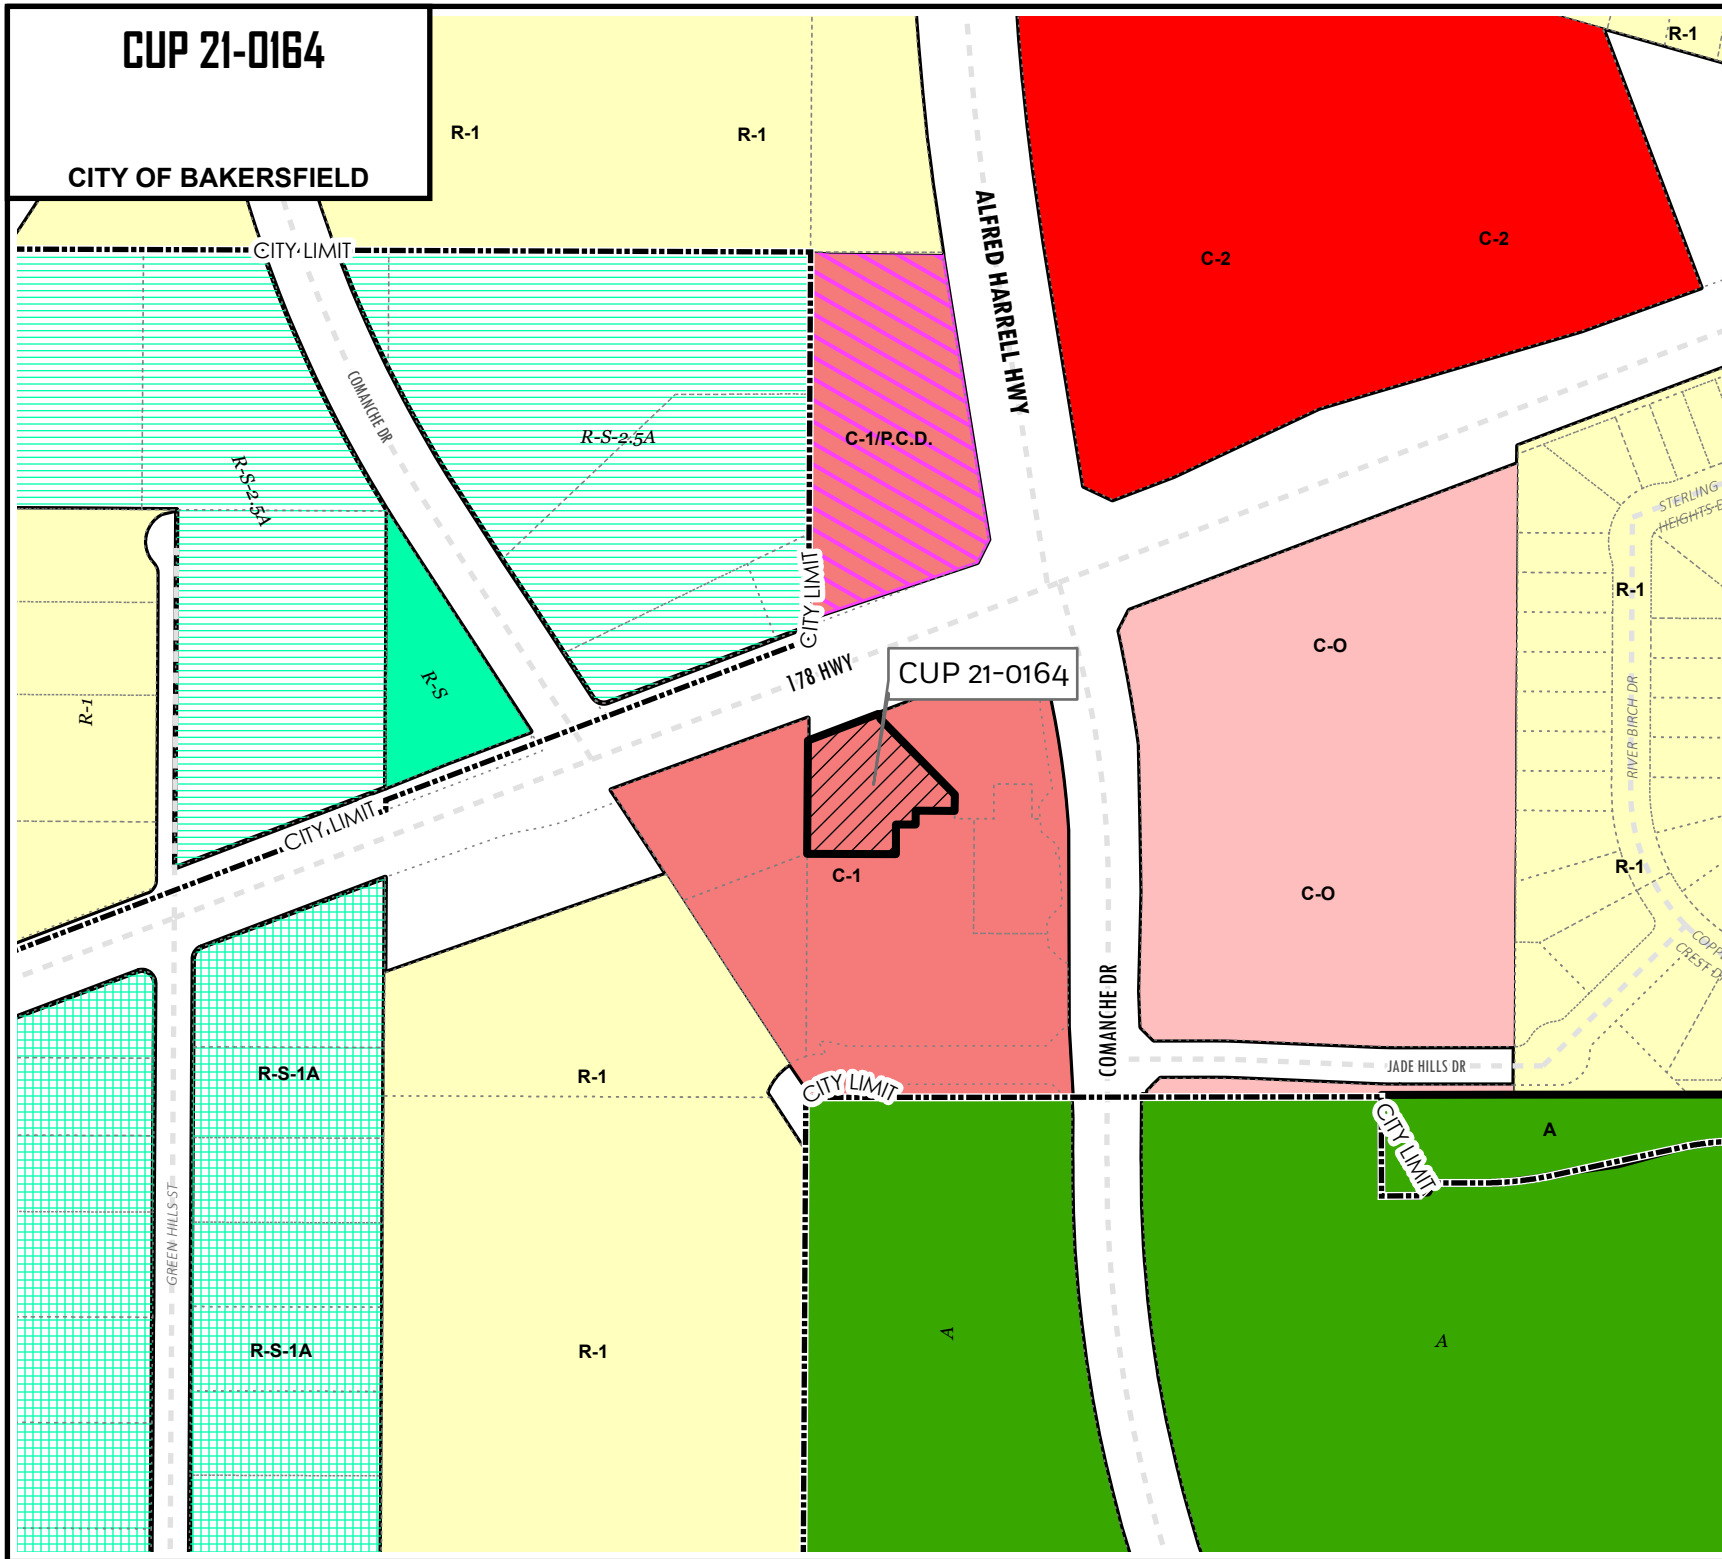 CUP 21-0164
CITY OF BAKERSFIELD
R-1
R-1
R-1
CITY LIMIT
ALFRED HARRELL HWY
C-2
C-2
COMANCHE DR
R-S-2.5A
C-1/P.C.D.
R-S-2.5A
STERLING
HEIGHTS
CITY LIMIT
R-1
C-O
178 HWY
CUP 21-0164
R-S
R-1
RIVER BIRCH DR
CITY LIMIT
C-1
R-1
C-O
COMANCHE DR
CREST DR
R-S-1A
R-1
CITY LIMIT
JADE HILLS DR
CITY LIMIT
A
GREEN HILLS ST
R-S-1A
R-1
A
A